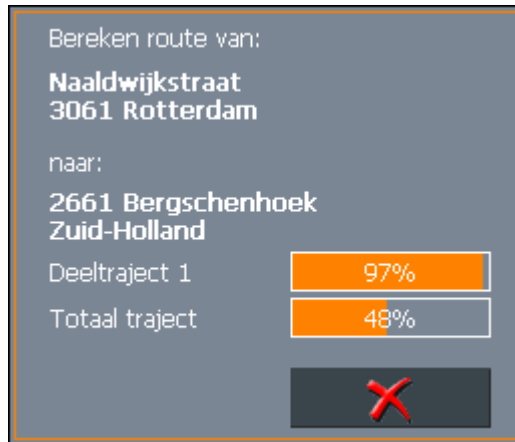 Bereken route van:
Naaldwijkstraat
3061 Rotterdam
naar:
2661 Bergschenhoek
Zuid-Holland
Deeltraject 1 97%
Totaal traject 48%